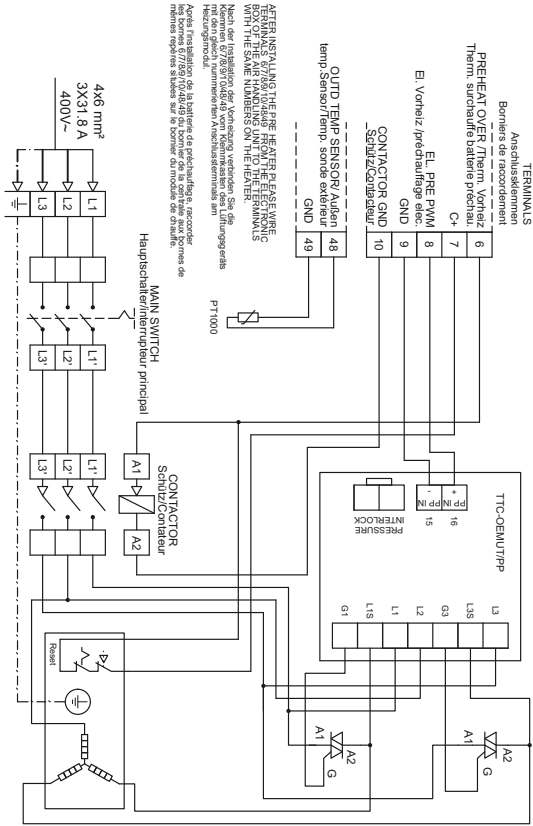 TERMINALS
Anschlussklemmen
Borniers de raccordement
PREHEAT OVER /Therm. Vorheiz
Therm. surchauffe batterie préchau.
6
C+
7
EL. PRE PWM
El. Vorheiz /préchauffage elec.
8
GND
9
CONTACTOR GND
Schütz/Contacteur
10
OUTD TEMP SENSOR/ Außen
temp.Sensor/Temp. sonde extérieur
48
GND
49
PT1000
AFTER INSTALLING THE PRE HEATER PLEASE WIRE
TERMINALS 6/7/8/9/10/48/49 FROM THE ELECTRONIC
BOX OF THE AIR HANDLING UNIT TO THE TERMINALS
WITH THE SAME NUMBERS ON THE HEATER.
Nach der Installation der Vorheizung verbinden Sie die
Klemmen 6/7/8/9/10/48/49 vom Klemmkasten des Lüftungsgeräts
mit den gleich nummerierten Anschlussterminals am
Heizungsmodul.
Après l'installation de la batterie de préchauffage, raccorder
les bornes 6/7/8/9/10/48/49 du bornier de la centrale aux bornes de
mêmes repères situées sur le bornier du module de chauffe.
4x6 mm²
3X31.8 A
400V~
L1
L2
L3
MAIN SWITCH
Hauptschalter/interrupteur principal
L1'
L2'
L3'
CONTACTOR
Schütz/Contateur
A1
A2
L1'
L2'
L3'
TTC-OEMUT/PP
+
PP IN
16
-
PP IN
15
PRESSURE
INTERLOCK
L3
L3S
G3
L2
L1
L1S
G1
A1
A2
G
A1
A2
G
Reset